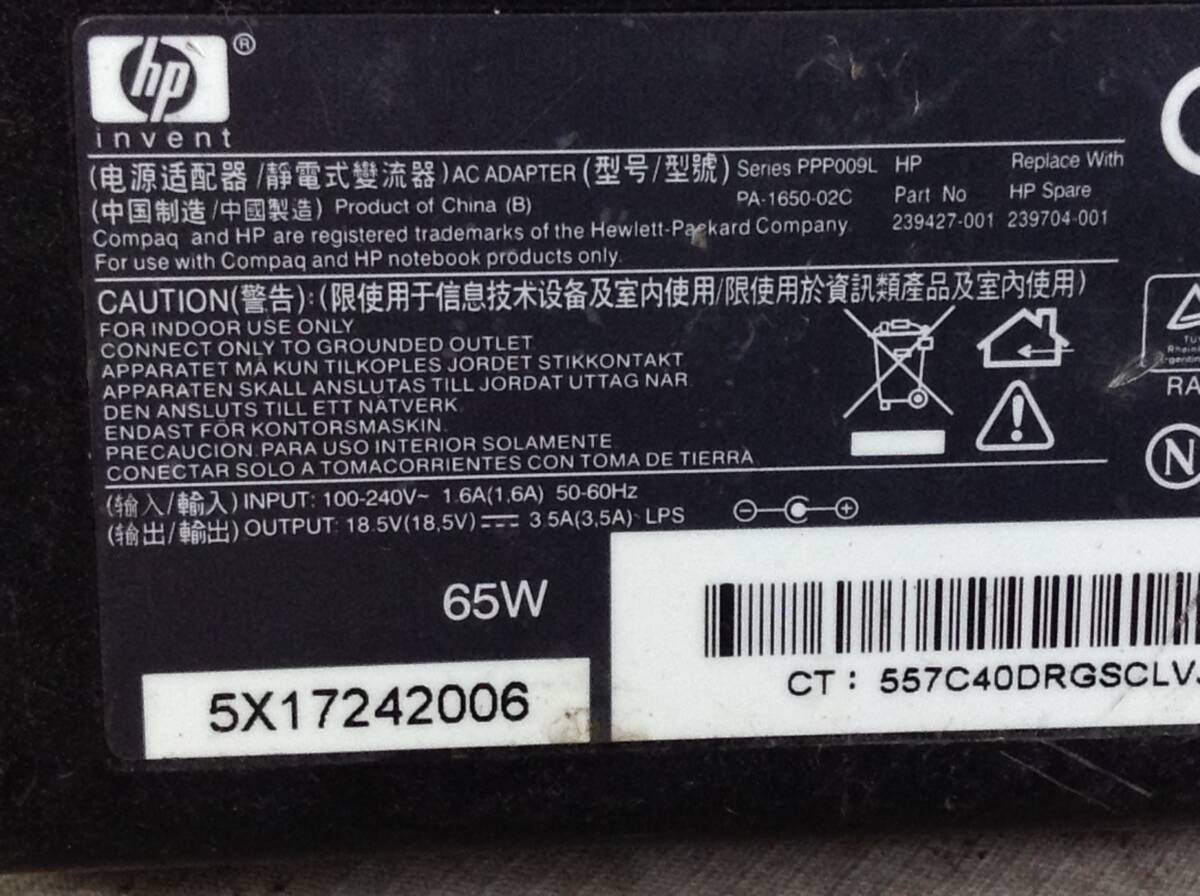 hp ®
invent
(电源适配器/靜電式變流器) AC ADAPTER (型号/型號) Series PPP009L HP Replace With
PA-1650-02C Part No HP Spare
(中国制造/中國製造) Product of China (B) 239427-001 239704-001
Compaq and HP are registered trademarks of the Hewlett-Packard Company.
For use with Compaq and HP notebook products only.
CAUTION(警告): (限使用于信息技术设备及室内使用/限使用於資訊類產品及室內使用)
FOR INDOOR USE ONLY
CONNECT ONLY TO GROUNDED OUTLET.
APPARATET MÅ KUN TILKOPLES JORDET STIKKONTAKT
APPARATEN SKALL ANSLUTAS TILL JORDAT UTTAG NÄR
DEN ANSLUTS TILL ETT NÄTVERK.
ENDAST FÖR KONTORSMASKIN.
PRECAUCION.PARA USO INTERIOR SOLAMENTE.
CONECTAR SOLO A TOMACORRIENTES CON TOMA DE TIERRA.
(输入/輸入) INPUT: 100-240V~ 1.6A(1,6A) 50-60Hz
(输出/輸出) OUTPUT: 18.5V(18,5V) ⎓ 3.5A(3,5A) LPS
65W
5X17242006
CT: 557C40DRGSCLV
RA
N